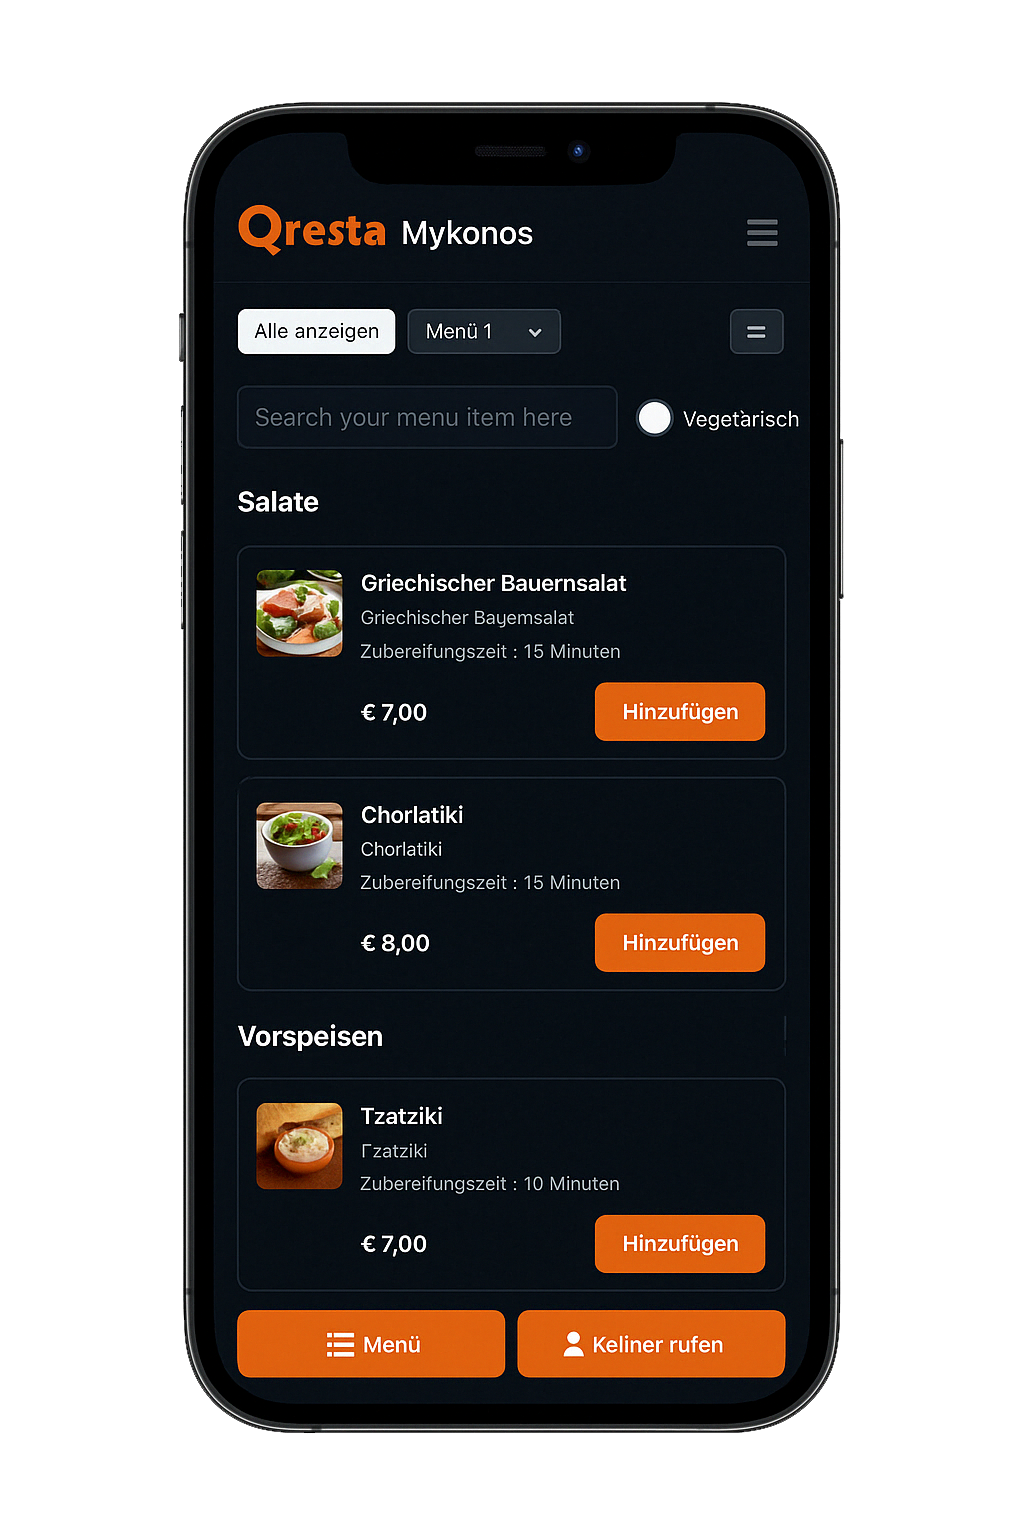 Qresta Mykonos
Alle anzeigen
Menü 1
Search your menu item here
Vegetàrisch
Salate
Griechischer Bauernsalat
Griechischer Bayemsalat
Zubereifungszeit : 15 Minuten
€ 7,00
Hinzufügen
Chorlatiki
Chorlatiki
Zubereifungszeit : 15 Minuten
€ 8,00
Hinzufügen
Vorspeisen
Tzatziki
Γzatziki
Zubereifungszeit : 10 Minuten
€ 7,00
Hinzufügen
Menü
Keliner rufen